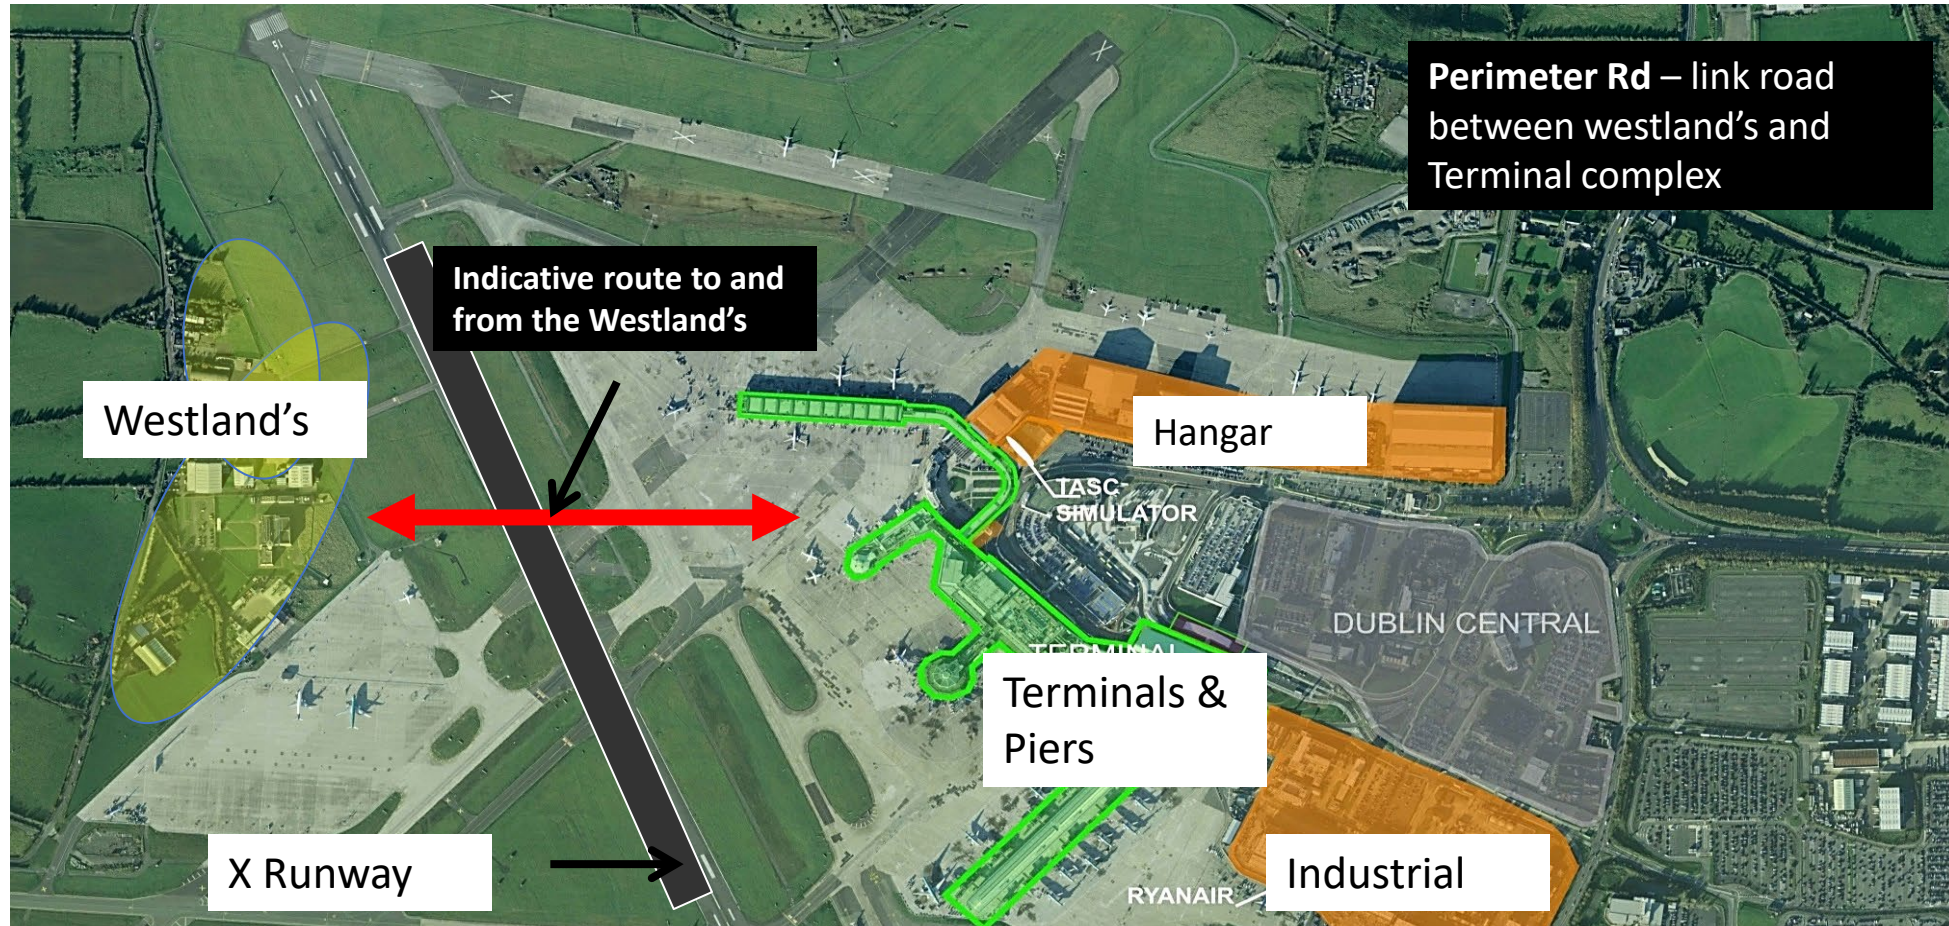 Perimeter Rd – link road
between westland’s and
Terminal complex
Indicative route to and
from the Westland’s
Westland’s
Hangar
TASC-
SIMULATOR
DUBLIN CENTRAL
TERMINAL
Terminals &
Piers
X Runway
Industrial
RYANAIR